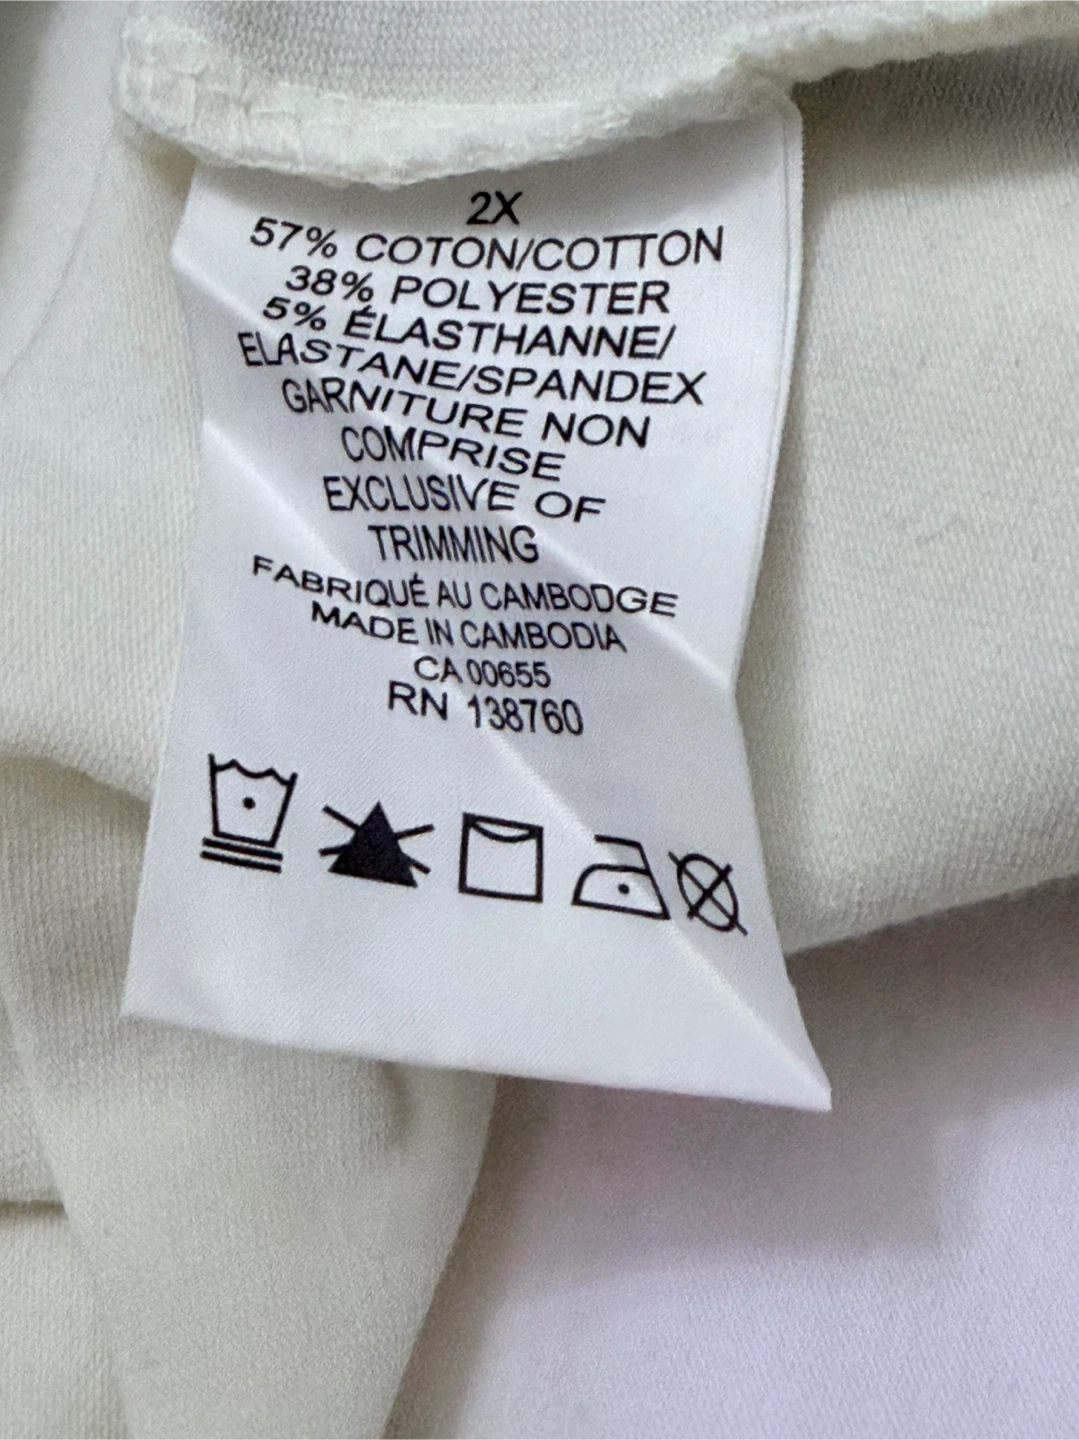 2X
57% COTON/COTTON
38% POLYESTER
5% ÉLASTHANNE/
ELASTANE/SPANDEX
GARNITURE NON
COMPRISE
EXCLUSIVE OF
TRIMMING
FABRIQUÉ AU CAMBODGE
MADE IN CAMBODIA
CA 00655
RN 138760